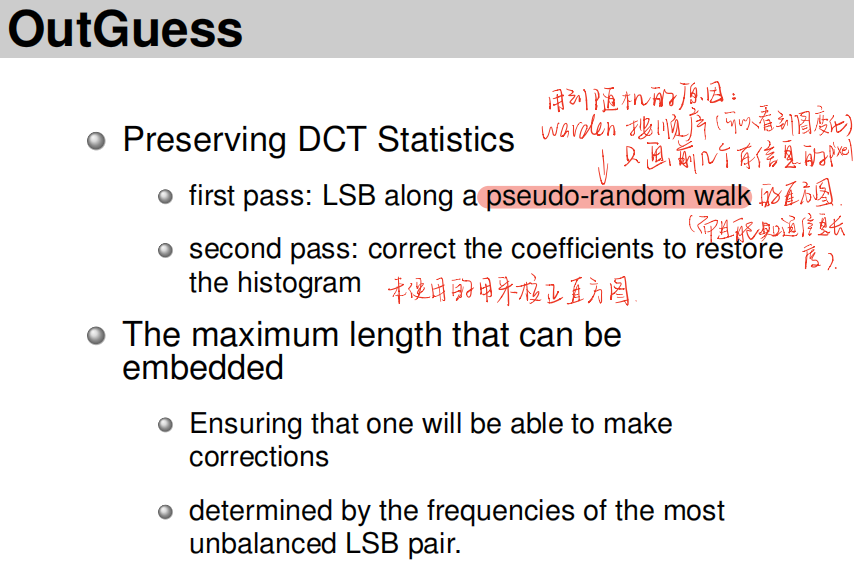 OutGuess
用到随机的原因:
warden 按顺序(可以看到图变化)
Preserving DCT Statistics
只画前几个有信息的pixel
first pass: LSB along a pseudo-random walk 的直方图.
(而且能知道信息长度).
second pass: correct the coefficients to restore
the histogram
未使用的用来校正直方图.
The maximum length that can be
embedded
Ensuring that one will be able to make
corrections
determined by the frequencies of the most
unbalanced LSB pair.